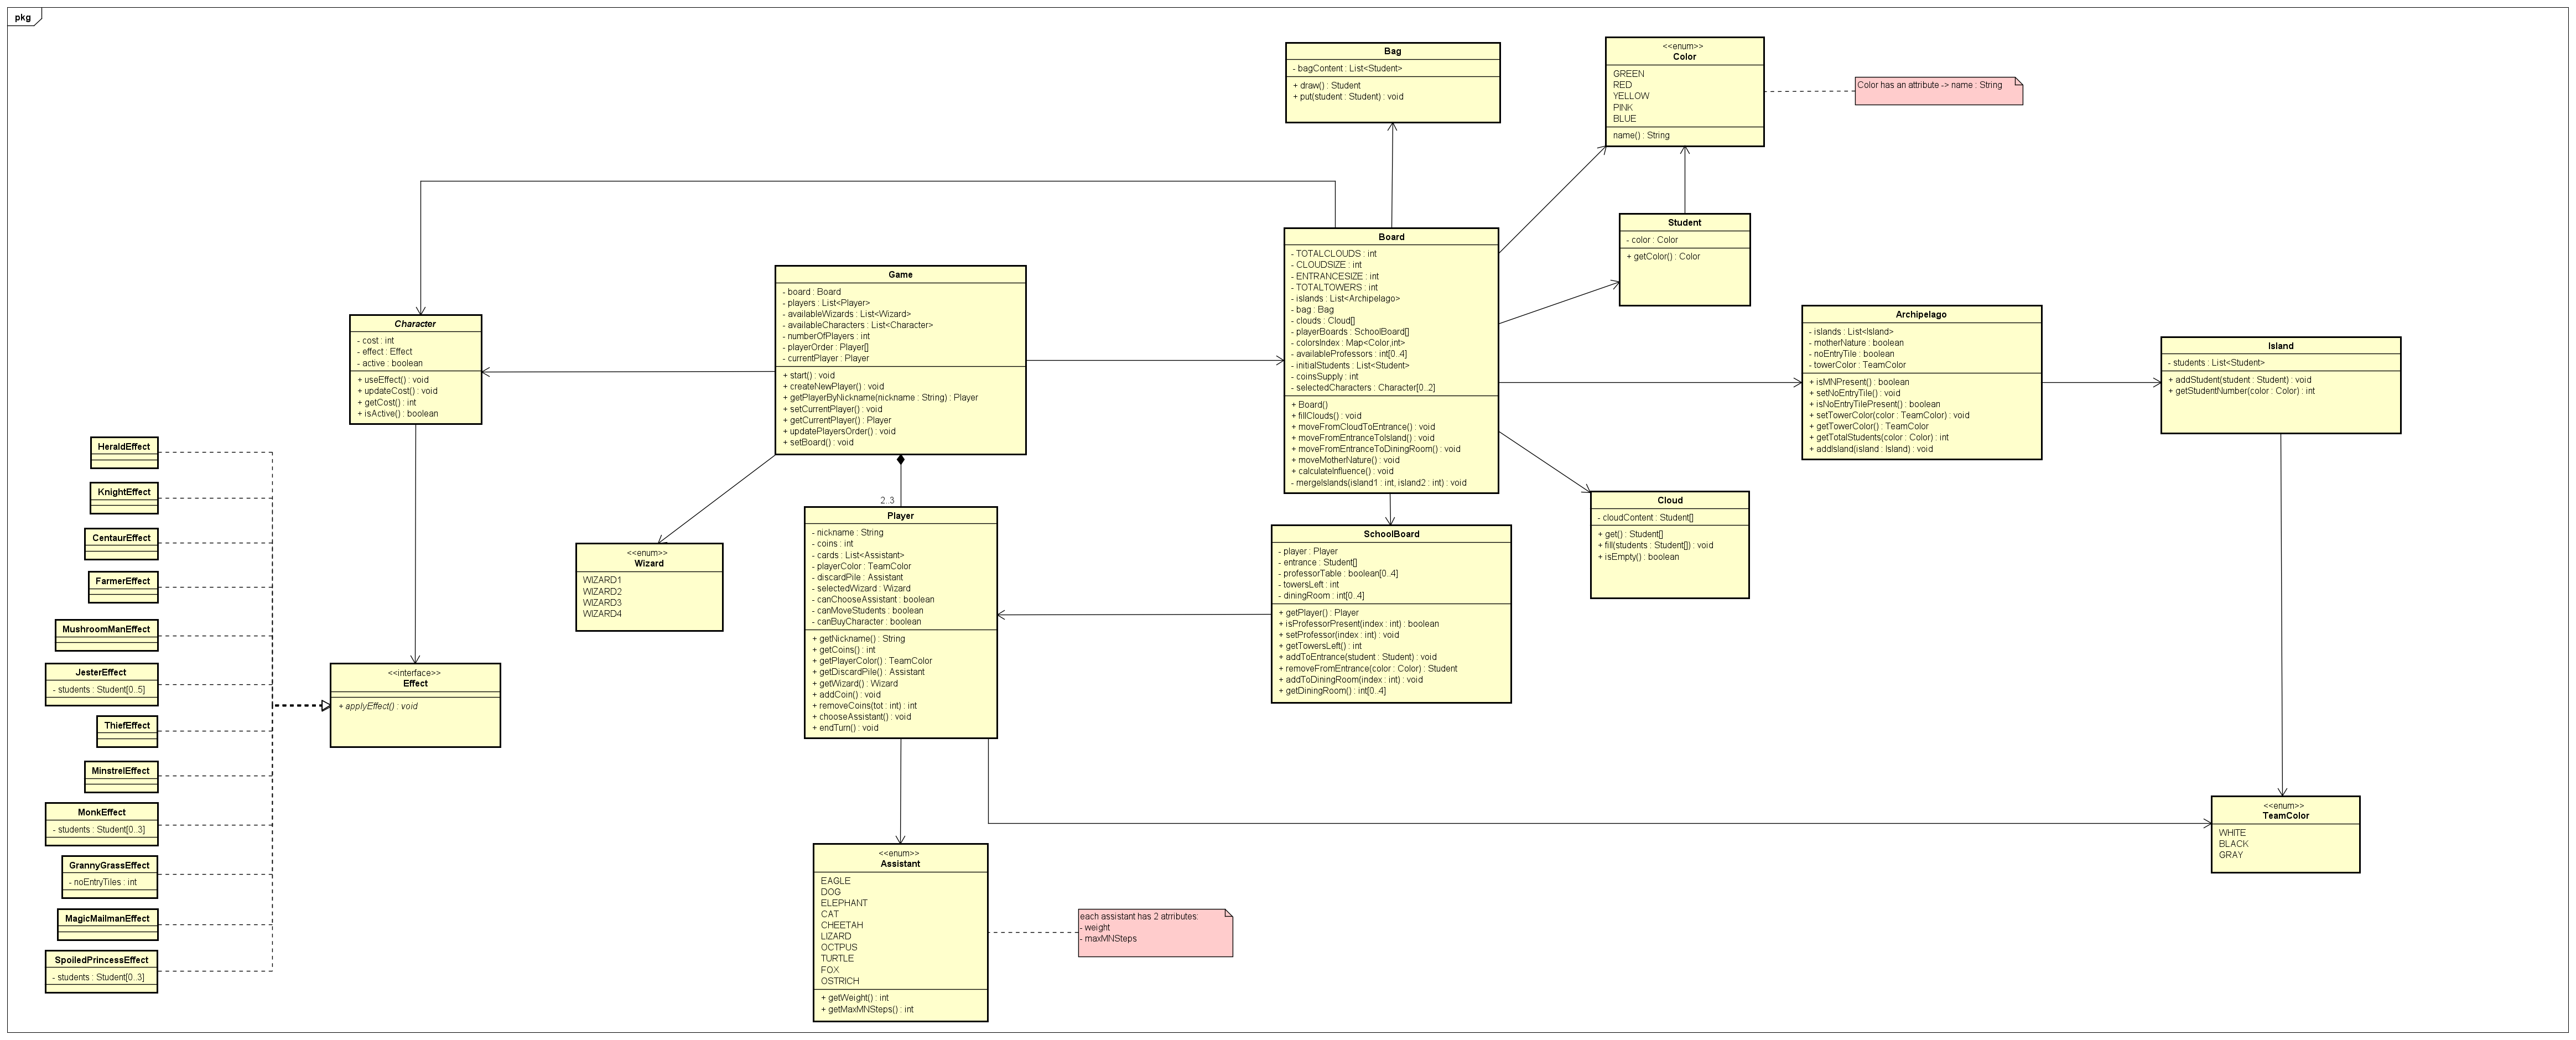 pkg
Bag
- bagContent : List<Student>
+ draw() : Student
+ put(student : Student) : void
<<enum>>
Color
GREEN
RED
YELLOW
PINK
BLUE
name() : String
Color has an attribute -> name : String
Student
- color : Color
+ getColor() : Color
Board
- TOTALCLOUDS : int
- CLOUDSIZE : int
- ENTRANCESIZE : int
- TOTALTOWERS : int
- islands : List<Archipelago>
- bag : Bag
- clouds : Cloud[]
- playerBoards : SchoolBoard[]
- colorsIndex : Map<Color,int>
- availableProfessors : int[0..4]
- initialStudents : List<Student>
- coinsSupply : int
- selectedCharacters : Character[0..2]
+ Board()
+ fillClouds() : void
+ moveFromCloudToEntrance() : void
+ moveFromEntranceToIsland() : void
+ moveFromEntranceToDiningRoom() : void
+ moveMotherNature() : void
+ calculateInfluence() : void
- mergeIslands(island1 : int, island2 : int) : void
Game
- board : Board
- players : List<Player>
- availableWizards : List<Wizard>
- availableCharacters : List<Character>
- numberOfPlayers : int
- playerOrder : Player[]
- currentPlayer : Player
+ start() : void
+ createNewPlayer() : void
+ getPlayerByNickname(nickname : String) : Player
+ setCurrentPlayer() : void
+ getCurrentPlayer() : Player
+ updatePlayersOrder() : void
+ setBoard() : void
Character
- cost : int
- effect : Effect
- active : boolean
+ useEffect() : void
+ updateCost() : void
+ getCost() : int
+ isActive() : boolean
Archipelago
- islands : List<Island>
- motherNature : boolean
- noEntryTile : boolean
- towerColor : TeamColor
+ isMNPresent() : boolean
+ setNoEntryTile() : void
+ isNoEntryTilePresent() : boolean
+ setTowerColor(color : TeamColor) : void
+ getTowerColor() : TeamColor
+ getTotalStudents(color : Color) : int
+ addIsland(island : Island) : void
Island
- students : List<Student>
+ addStudent(student : Student) : void
+ getStudentNumber(color : Color) : int
HeraldEffect
KnightEffect
CentaurEffect
FarmerEffect
MushroomManEffect
JesterEffect
- students : Student[0..5]
ThiefEffect
MinstrelEffect
MonkEffect
- students : Student[0..3]
GrannyGrassEffect
- noEntryTiles : int
MagicMailmanEffect
SpoiledPrincessEffect
- students : Student[0..3]
<<interface>>
Effect
+ applyEffect() : void
<<enum>>
Wizard
WIZARD1
WIZARD2
WIZARD3
WIZARD4
2..3
Player
- nickname : String
- coins : int
- cards : List<Assistant>
- playerColor : TeamColor
- discardPile : Assistant
- selectedWizard : Wizard
- canChooseAssistant : boolean
- canMoveStudents : boolean
- canBuyCharacter : boolean
+ getNickname() : String
+ getCoins() : int
+ getPlayerColor() : TeamColor
+ getDiscardPile() : Assistant
+ getWizard() : Wizard
+ addCoin() : void
+ removeCoins(tot : int) : int
+ chooseAssistant() : void
+ endTurn() : void
SchoolBoard
- player : Player
- entrance : Student[]
- professorTable : boolean[0..4]
- towersLeft : int
- diningRoom : int[0..4]
+ getPlayer() : Player
+ isProfessorPresent(index : int) : boolean
+ setProfessor(index : int) : void
+ getTowersLeft() : int
+ addToEntrance(student : Student) : void
+ removeFromEntrance(color : Color) : Student
+ addToDiningRoom(index : int) : void
+ getDiningRoom() : int[0..4]
Cloud
- cloudContent : Student[]
+ get() : Student[]
+ fill(students : Student[]) : void
+ isEmpty() : boolean
<<enum>>
TeamColor
WHITE
BLACK
GRAY
<<enum>>
Assistant
EAGLE
DOG
ELEPHANT
CAT
CHEETAH
LIZARD
OCTPUS
TURTLE
FOX
OSTRICH
+ getWeight() : int
+ getMaxMNSteps() : int
each assistant has 2 atrributes:
- weight
- maxMNSteps